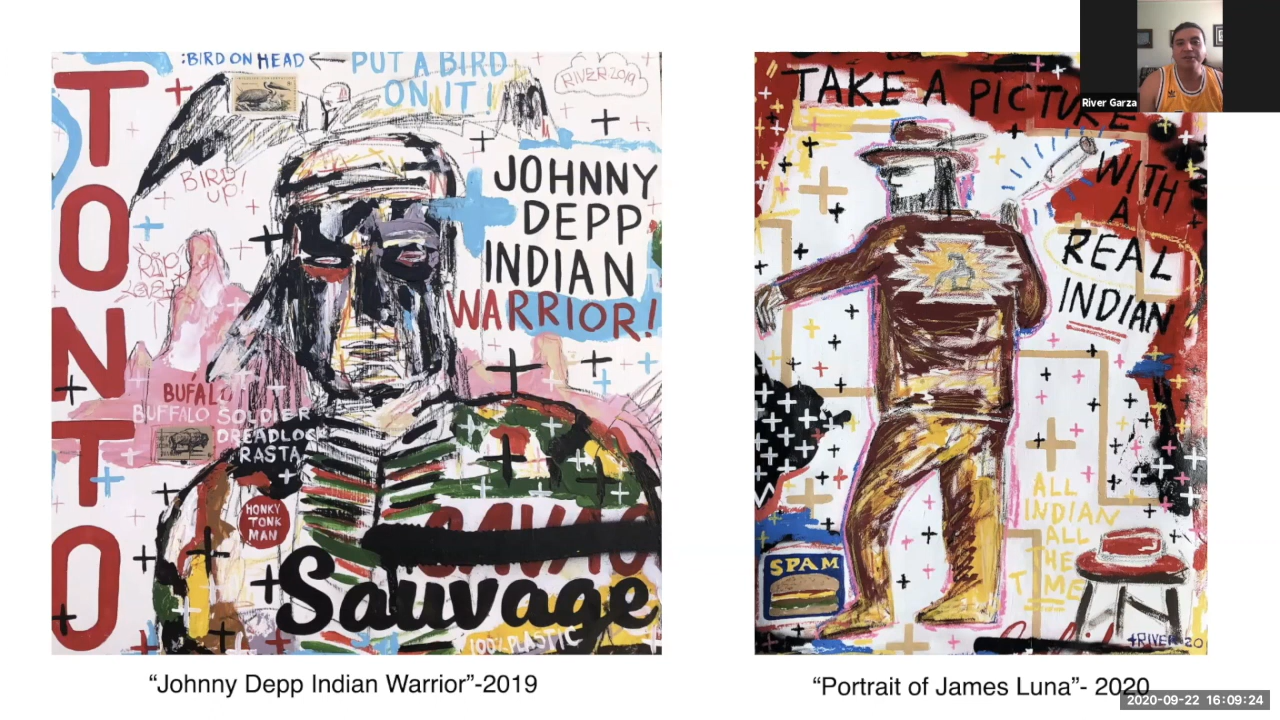 :BIRD ON HEAD ←
PUT A BIRD
ON IT!
RIVER 2019
BIRD!
UP!
TONTO
JOHNNY
DEPP
INDIAN
WARRIOR!
BUFALO
BUFFALO SOLDIER
DREADLOCK
RASTA
HONKY
TONK
MAN
SAVAG
Sauvage
100% PLASTIC
"Johnny Depp Indian Warrior"-2019
TAKE A PICTURE
WITH
A
REAL
INDIAN
ALL
INDIAN
ALL
THE
TIME
SPAM
RIVER 20
"Portrait of James Luna"- 2020
River Garza
2020-09-22 16:09:24